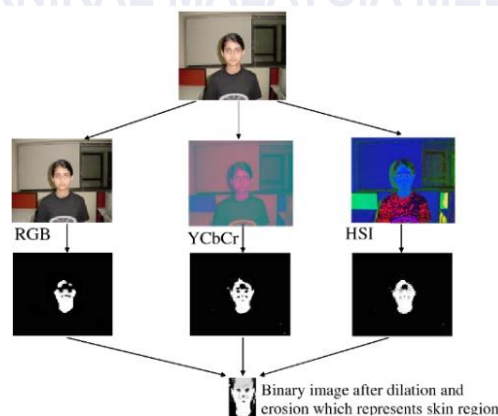 RGB
YCbCr
HSI
Binary image after dilation and
erosion which represents skin region